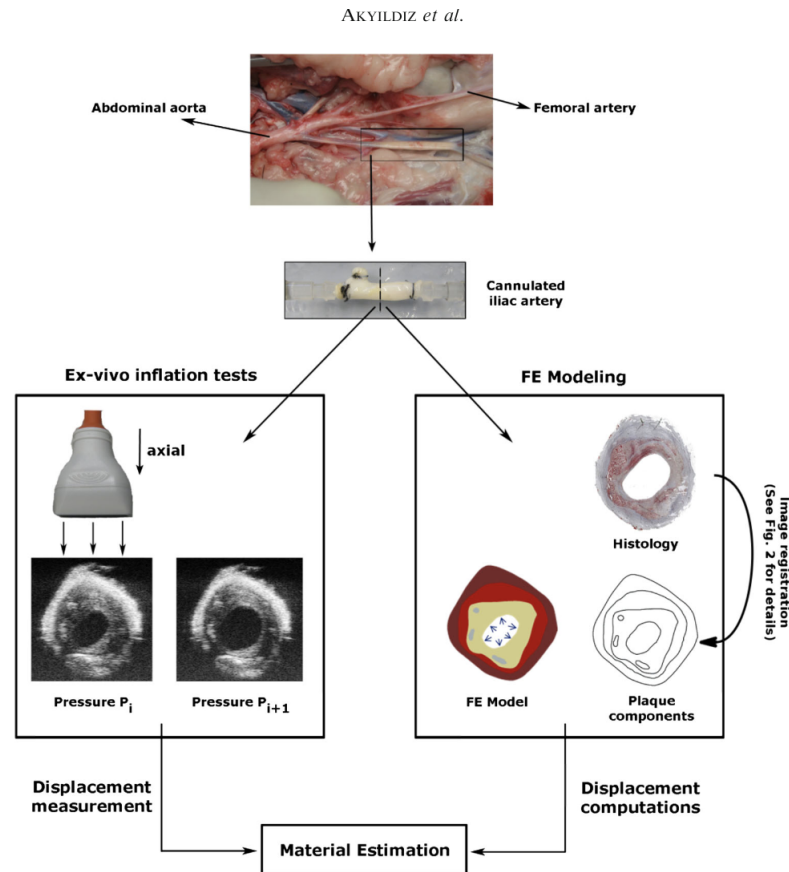 AKYILDIZ et al.
Abdominal aorta
Femoral artery
Cannulated
iliac artery
Ex-vivo inflation tests
FE Modeling
axial
Histology
Image registration
(See Fig. 2 for details)
Pressure Pi
Pressure Pi+1
FE Model
Plaque
components
Displacement
measurement
Displacement
computations
Material Estimation